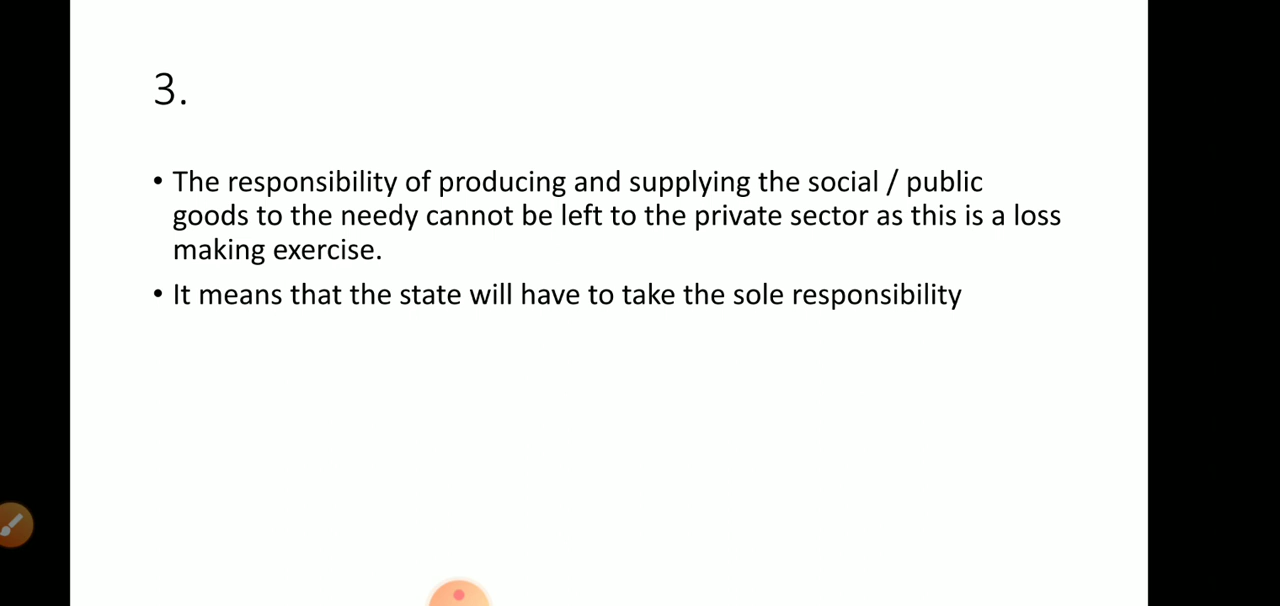 3.
• The responsibility of producing and supplying the social / public
goods to the needy cannot be left to the private sector as this is a loss
making exercise.
• It means that the state will have to take the sole responsibility